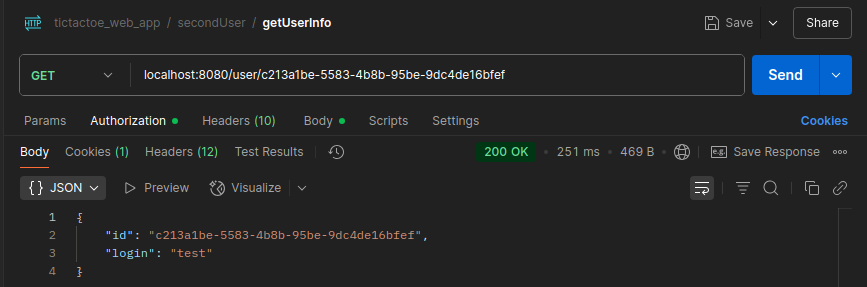 HTTP tictactoe_web_app / secondUser / getUserInfo Save Share
GET localhost:8080/user/c213a1be-5583-4b8b-95be-9dc4de16bfef Send
Params Authorization Headers (10) Body Scripts Settings Cookies
Body Cookies (1) Headers (12) Test Results 200 OK • 251 ms • 469 B e.g. Save Response
{} JSON Preview Visualize
1 {
2 "id": "c213a1be-5583-4b8b-95be-9dc4de16bfef",
3 "login": "test"
4 }